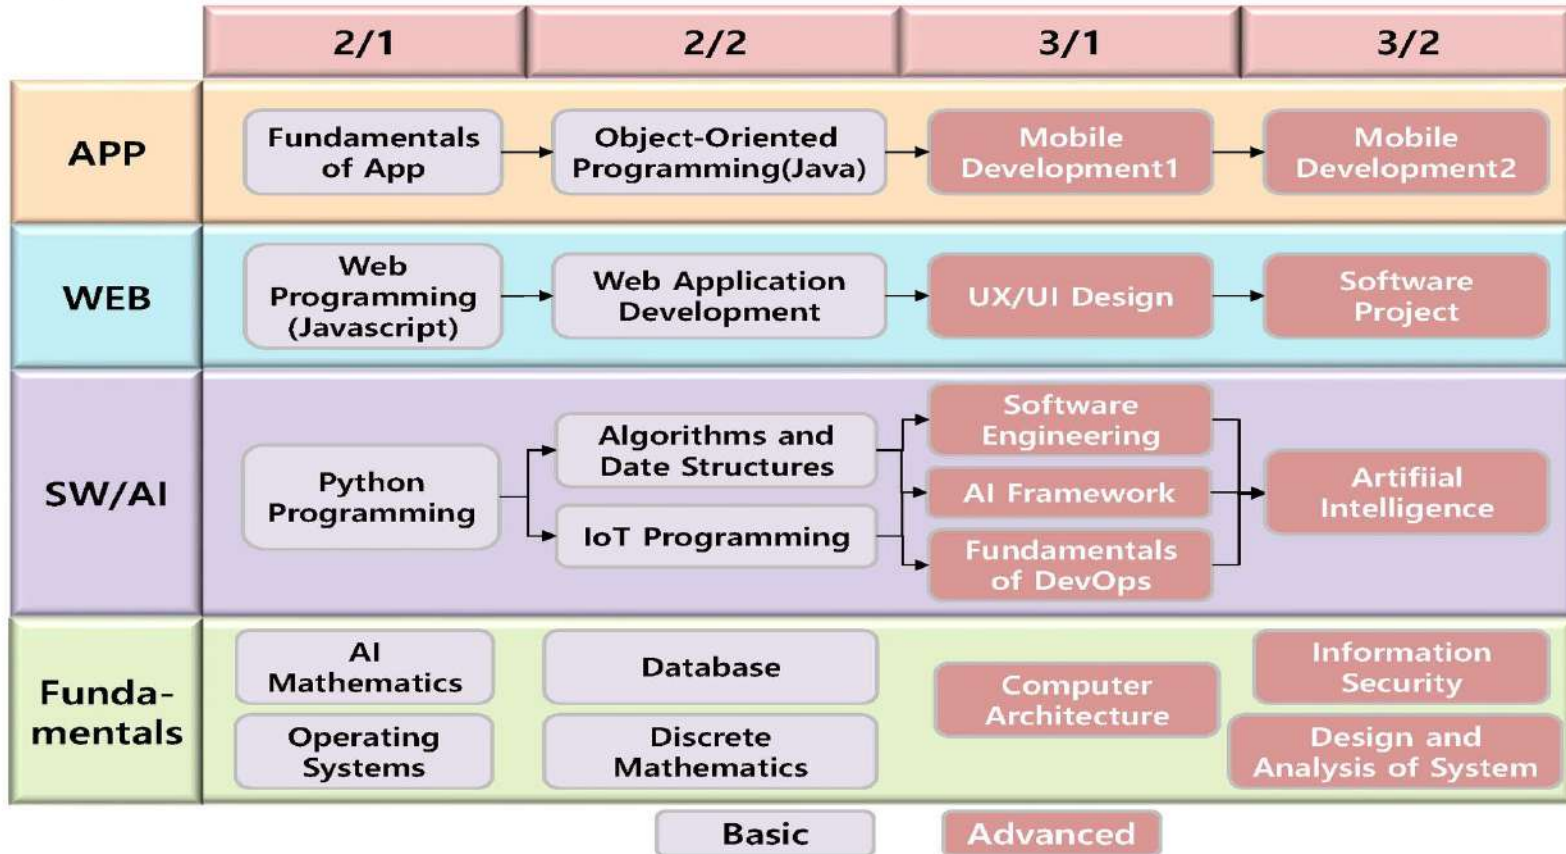 2/1
2/2
3/1
3/2
APP
Fundamentals
of App
Object-Oriented
Programming(Java)
Mobile
Development1
Mobile
Development2
WEB
Web
Programming
(Javascript)
Web Application
Development
UX/UI Design
Software
Project
SW/AI
Python
Programming
Algorithms and
Date Structures
IoT Programming
Software
Engineering
AI Framework
Fundamentals
of DevOps
Artifiial
Intelligence
Funda-
mentals
AI
Mathematics
Operating
Systems
Database
Discrete
Mathematics
Computer
Architecture
Information
Security
Design and
Analysis of System
Basic
Advanced